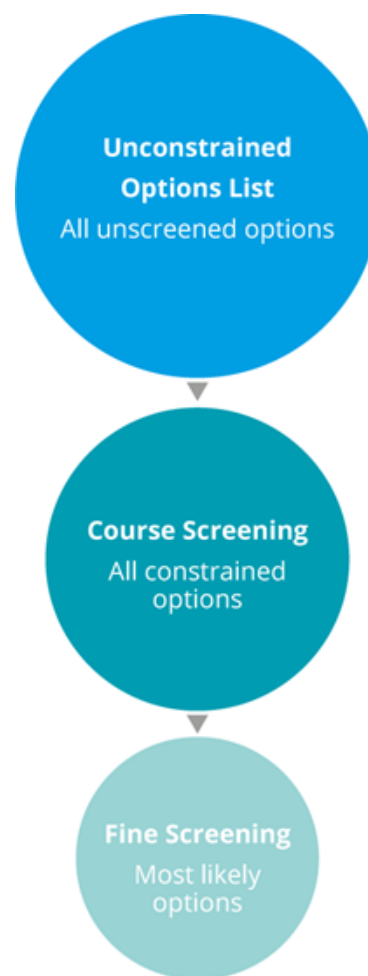 Unconstrained
Options List
All unscreened options
Course Screening
All constrained
options
Fine Screening
Most likely
options